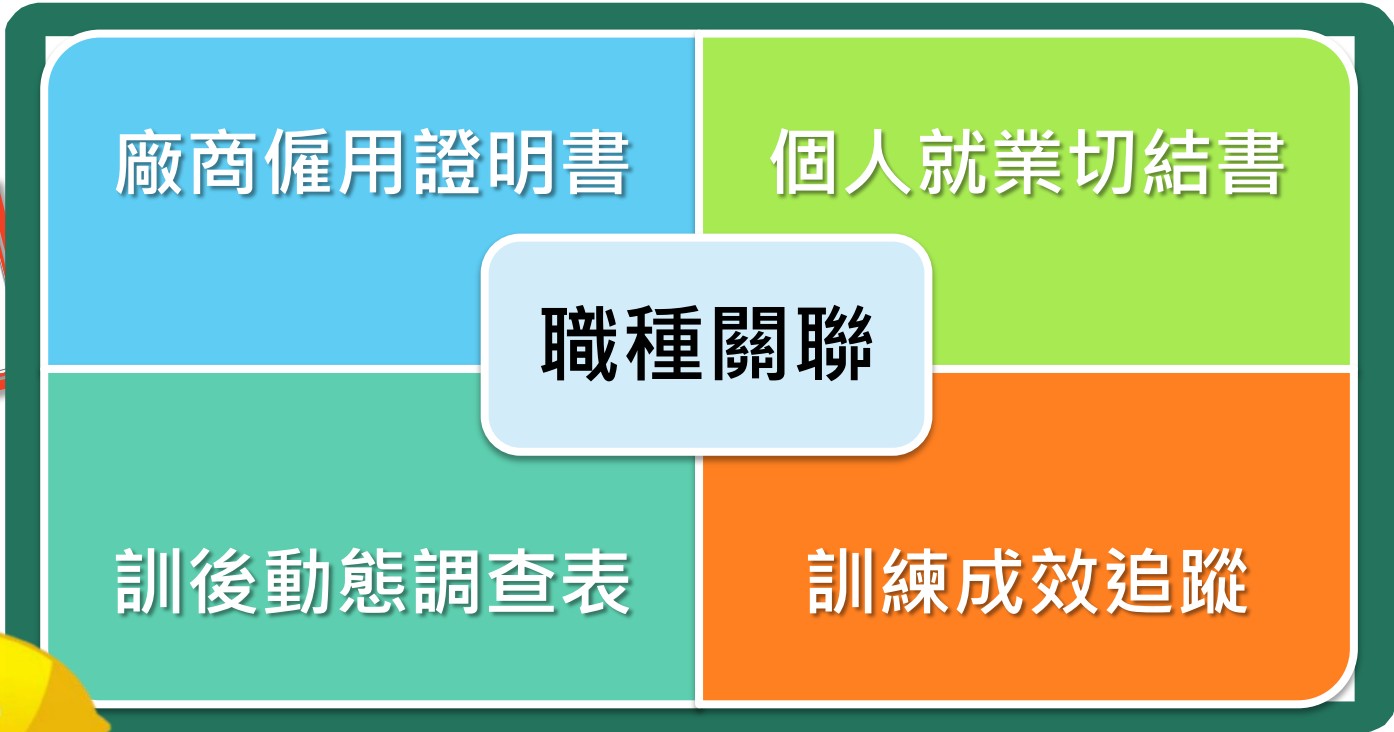 廠商僱用證明書
個人就業切結書
職種關聯
訓後動態調查表
訓練成效追蹤